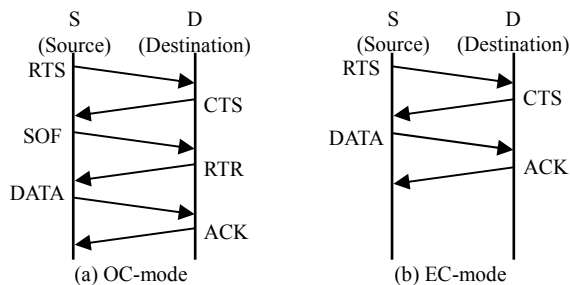 S
D
(Source)
(Destination)
RTS
CTS
SOF
RTR
DATA
ACK
(a) OC-mode
S
D
(Source)
(Destination)
RTS
CTS
DATA
ACK
(b) EC-mode